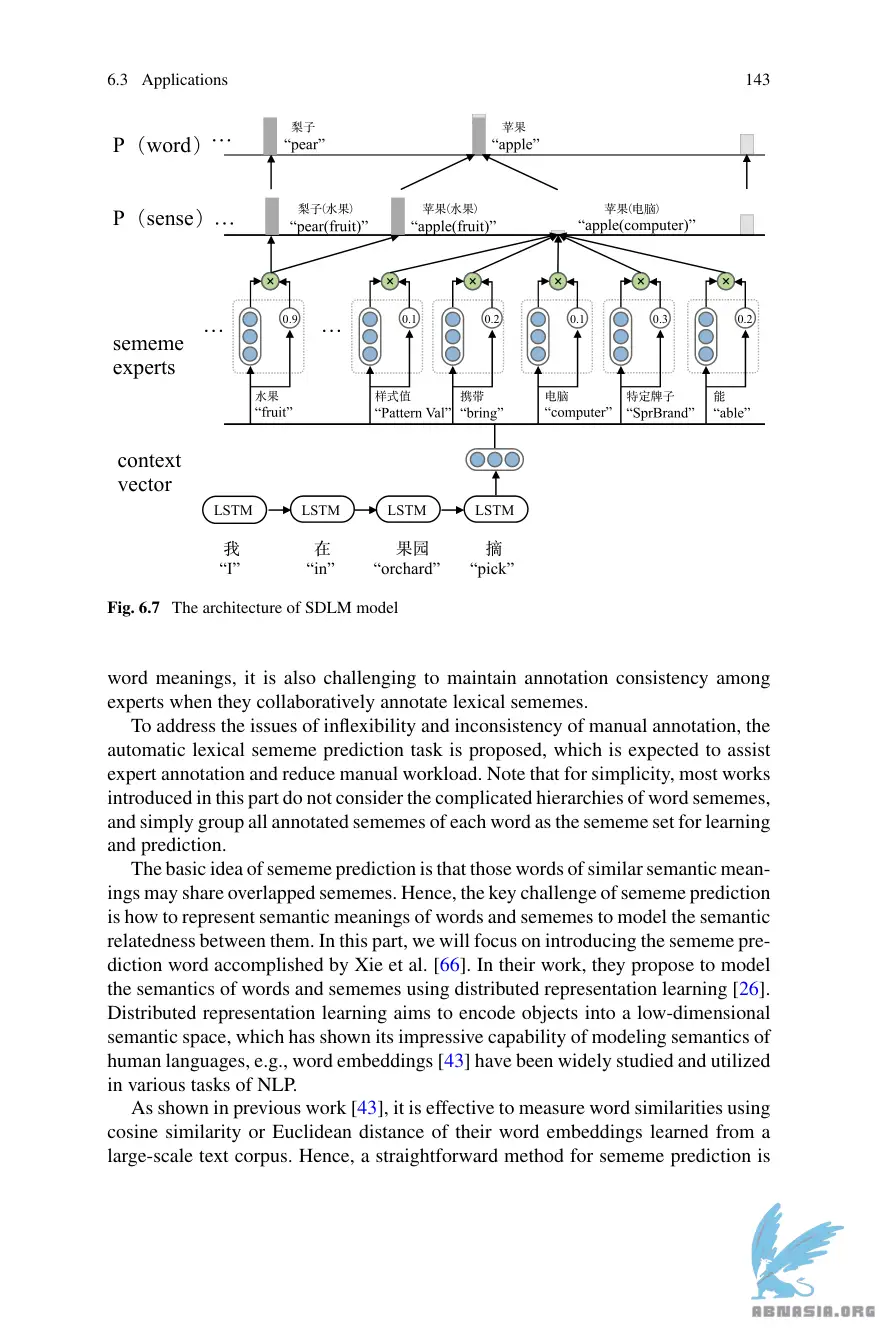 6.3 Applications 143
P（word）…
梨子
“pear”
苹果
“apple”
P（sense）…
梨子(水果)
“pear(fruit)”
苹果(水果)
“apple(fruit)”
苹果(电脑)
“apple(computer)”
× × × × × ×
… 0.9 … 0.1 0.2 0.1 0.3 0.2
sememe
experts
水果
“fruit”
样式值
“Pattern Val”
携带
“bring”
电脑
“computer”
特定牌子
“SprBrand”
能
“able”
context
vector
LSTM LSTM LSTM LSTM
我 在 果园 摘
“I” “in” “orchard” “pick”
Fig. 6.7 The architecture of SDLM model
word meanings, it is also challenging to maintain annotation consistency among
experts when they collaboratively annotate lexical sememes.
To address the issues of inflexibility and inconsistency of manual annotation, the
automatic lexical sememe prediction task is proposed, which is expected to assist
expert annotation and reduce manual workload. Note that for simplicity, most works
introduced in this part do not consider the complicated hierarchies of word sememes,
and simply group all annotated sememes of each word as the sememe set for learning
and prediction.
The basic idea of sememe prediction is that those words of similar semantic mean-
ings may share overlapped sememes. Hence, the key challenge of sememe prediction
is how to represent semantic meanings of words and sememes to model the semantic
relatedness between them. In this part, we will focus on introducing the sememe pre-
diction word accomplished by Xie et al. [66]. In their work, they propose to model
the semantics of words and sememes using distributed representation learning [26].
Distributed representation learning aims to encode objects into a low-dimensional
semantic space, which has shown its impressive capability of modeling semantics of
human languages, e.g., word embeddings [43] have been widely studied and utilized
in various tasks of NLP.
As shown in previous work [43], it is effective to measure word similarities using
cosine similarity or Euclidean distance of their word embeddings learned from a
large-scale text corpus. Hence, a straightforward method for sememe prediction is
ABNASIA.ORG